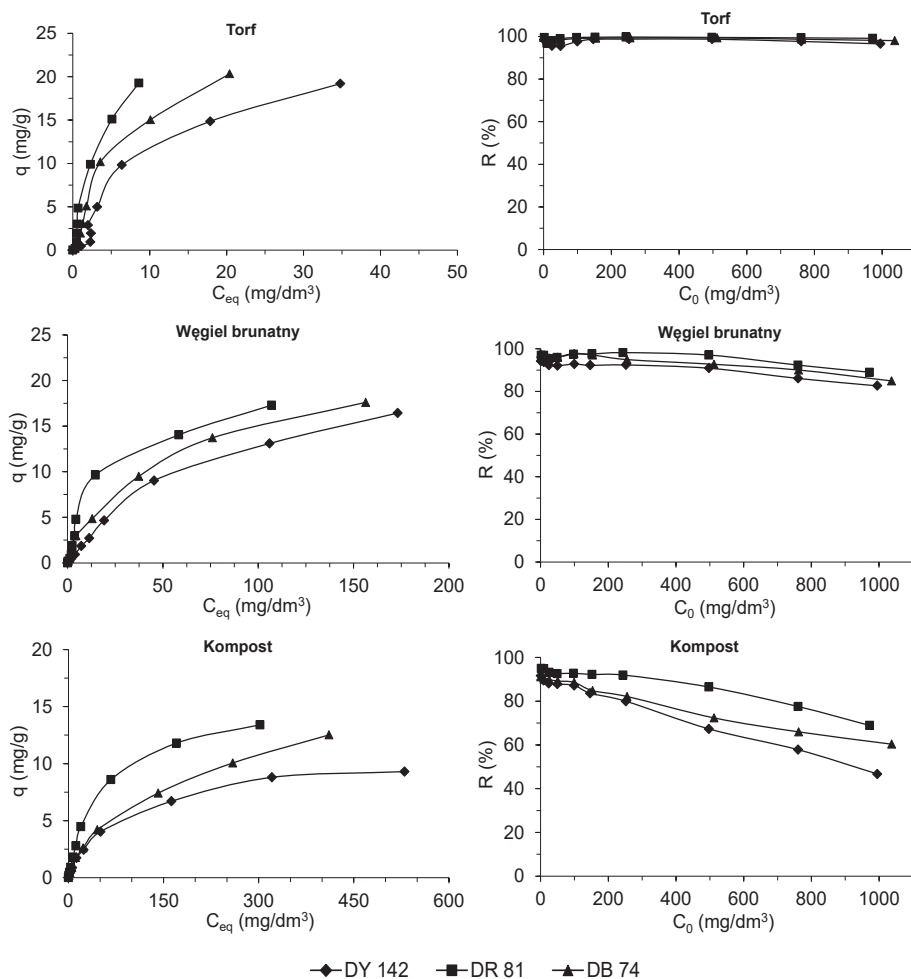 Torf
25
20
15
10
5
0
q (mg/g)
0 10 20 30 40 50
C_eq (mg/dm³)
Torf
100
80
60
40
20
0
R (%)
0 200 400 600 800 1000
C₀ (mg/dm³)
Węgiel brunatny
25
20
15
10
5
0
q (mg/g)
0 50 100 150 200
C_eq (mg/dm³)
Węgiel brunatny
100
80
60
40
20
0
R (%)
0 200 400 600 800 1000
C₀ (mg/dm³)
Kompost
20
15
10
5
0
q (mg/g)
0 150 300 450 600
C_eq (mg/dm³)
Kompost
100
80
60
40
20
0
R (%)
0 200 400 600 800 1000
C₀ (mg/dm³)
DY 142 DR 81 DB 74